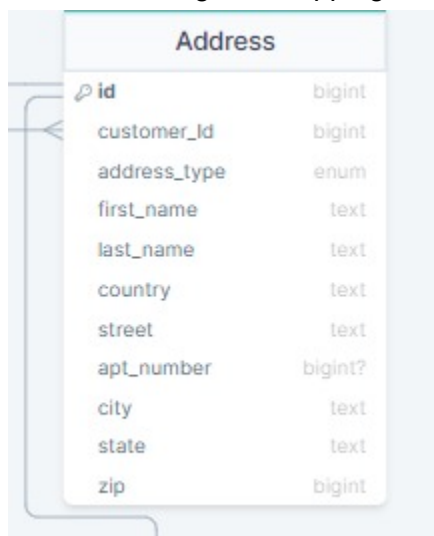 Address
id bigint
customer_Id bigint
address_type enum
first_name text
last_name text
country text
street text
apt_number bigint?
city text
state text
zip bigint